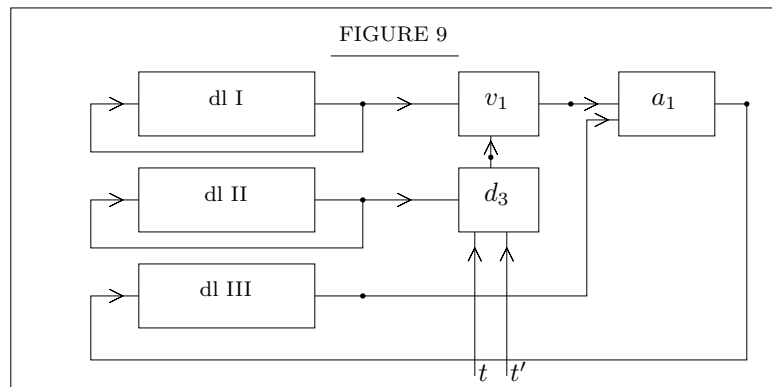 FIGURE 9
dl I
v₁
a₁
dl II
d₃
dl III
t
t′